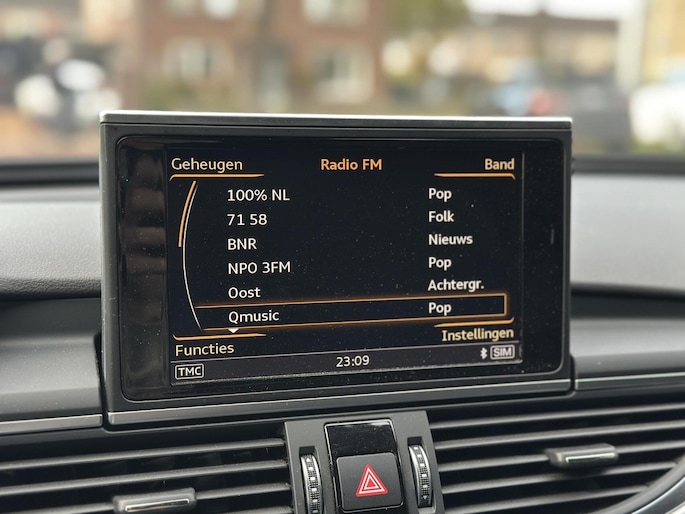 Geheugen Radio FM Band
100% NL Pop
71 58 Folk
BNR Nieuws
NPO 3FM Pop
Oost Achtergr.
Qmusic Pop
Functies Instellingen
TMC 23:09 SIM